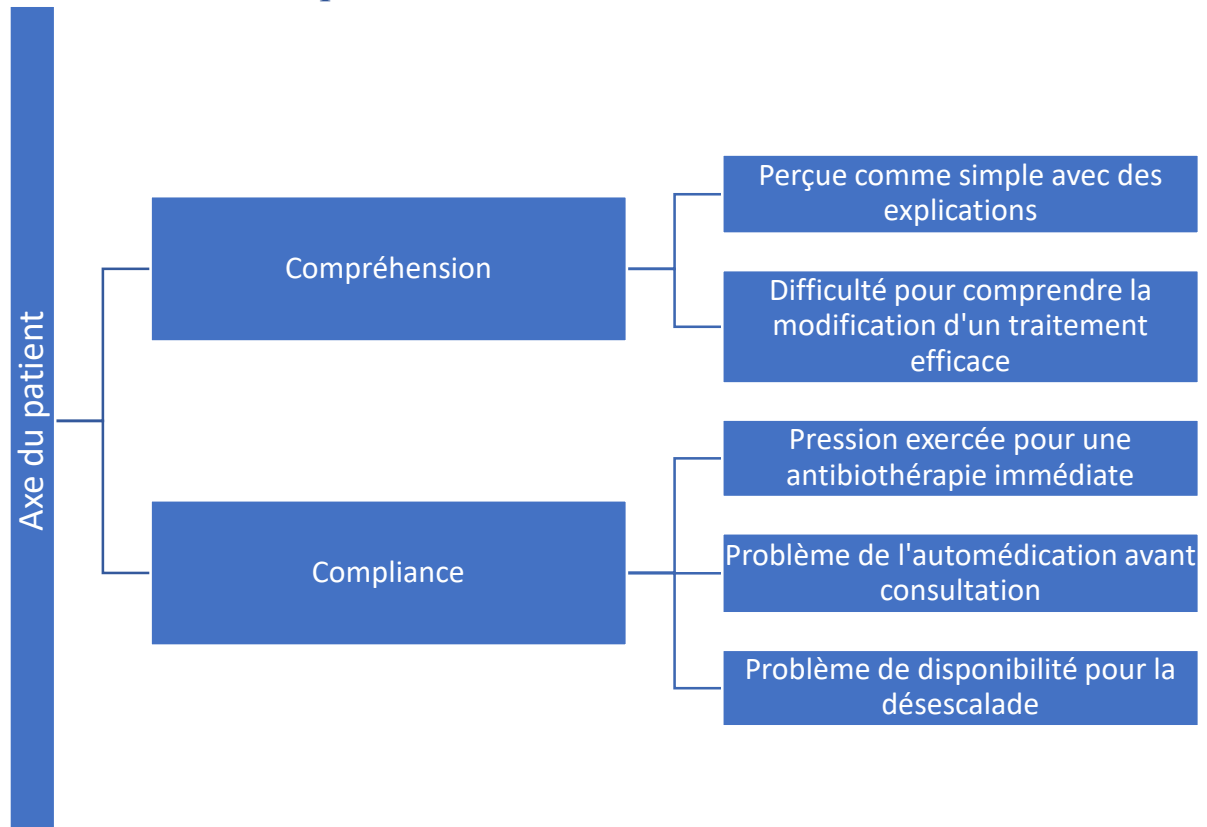 Axe du patient
Compréhension
Perçue comme simple avec des
explications
Difficulté pour comprendre la
modification d'un traitement
efficace
Compliance
Pression exercée pour une
antibiothérapie immédiate
Problème de l'automédication avant
consultation
Problème de disponibilité pour la
désescalade